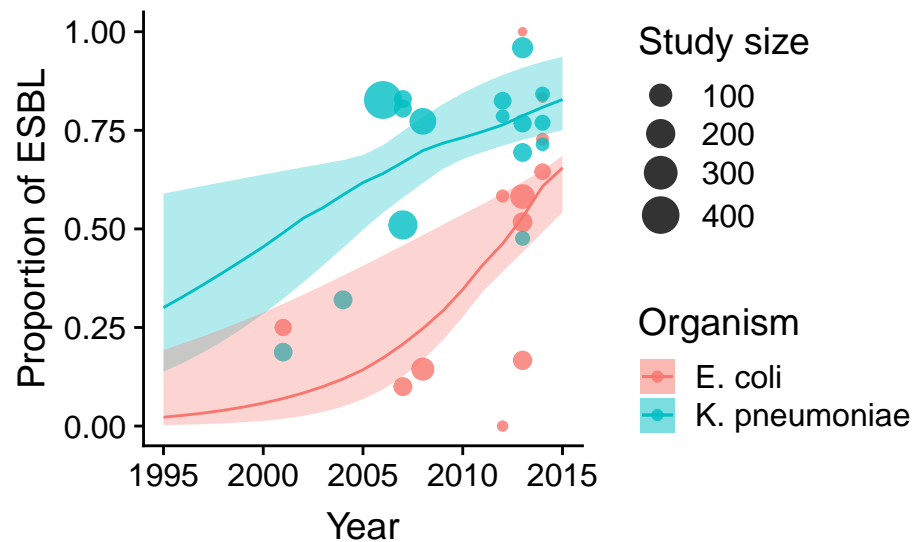 1.00
0.75
0.50
0.25
0.00
Proportion of ESBL
1995 2000 2005 2010 2015
Year
Study size
100
200
300
400
Organism
E. coli
K. pneumoniae